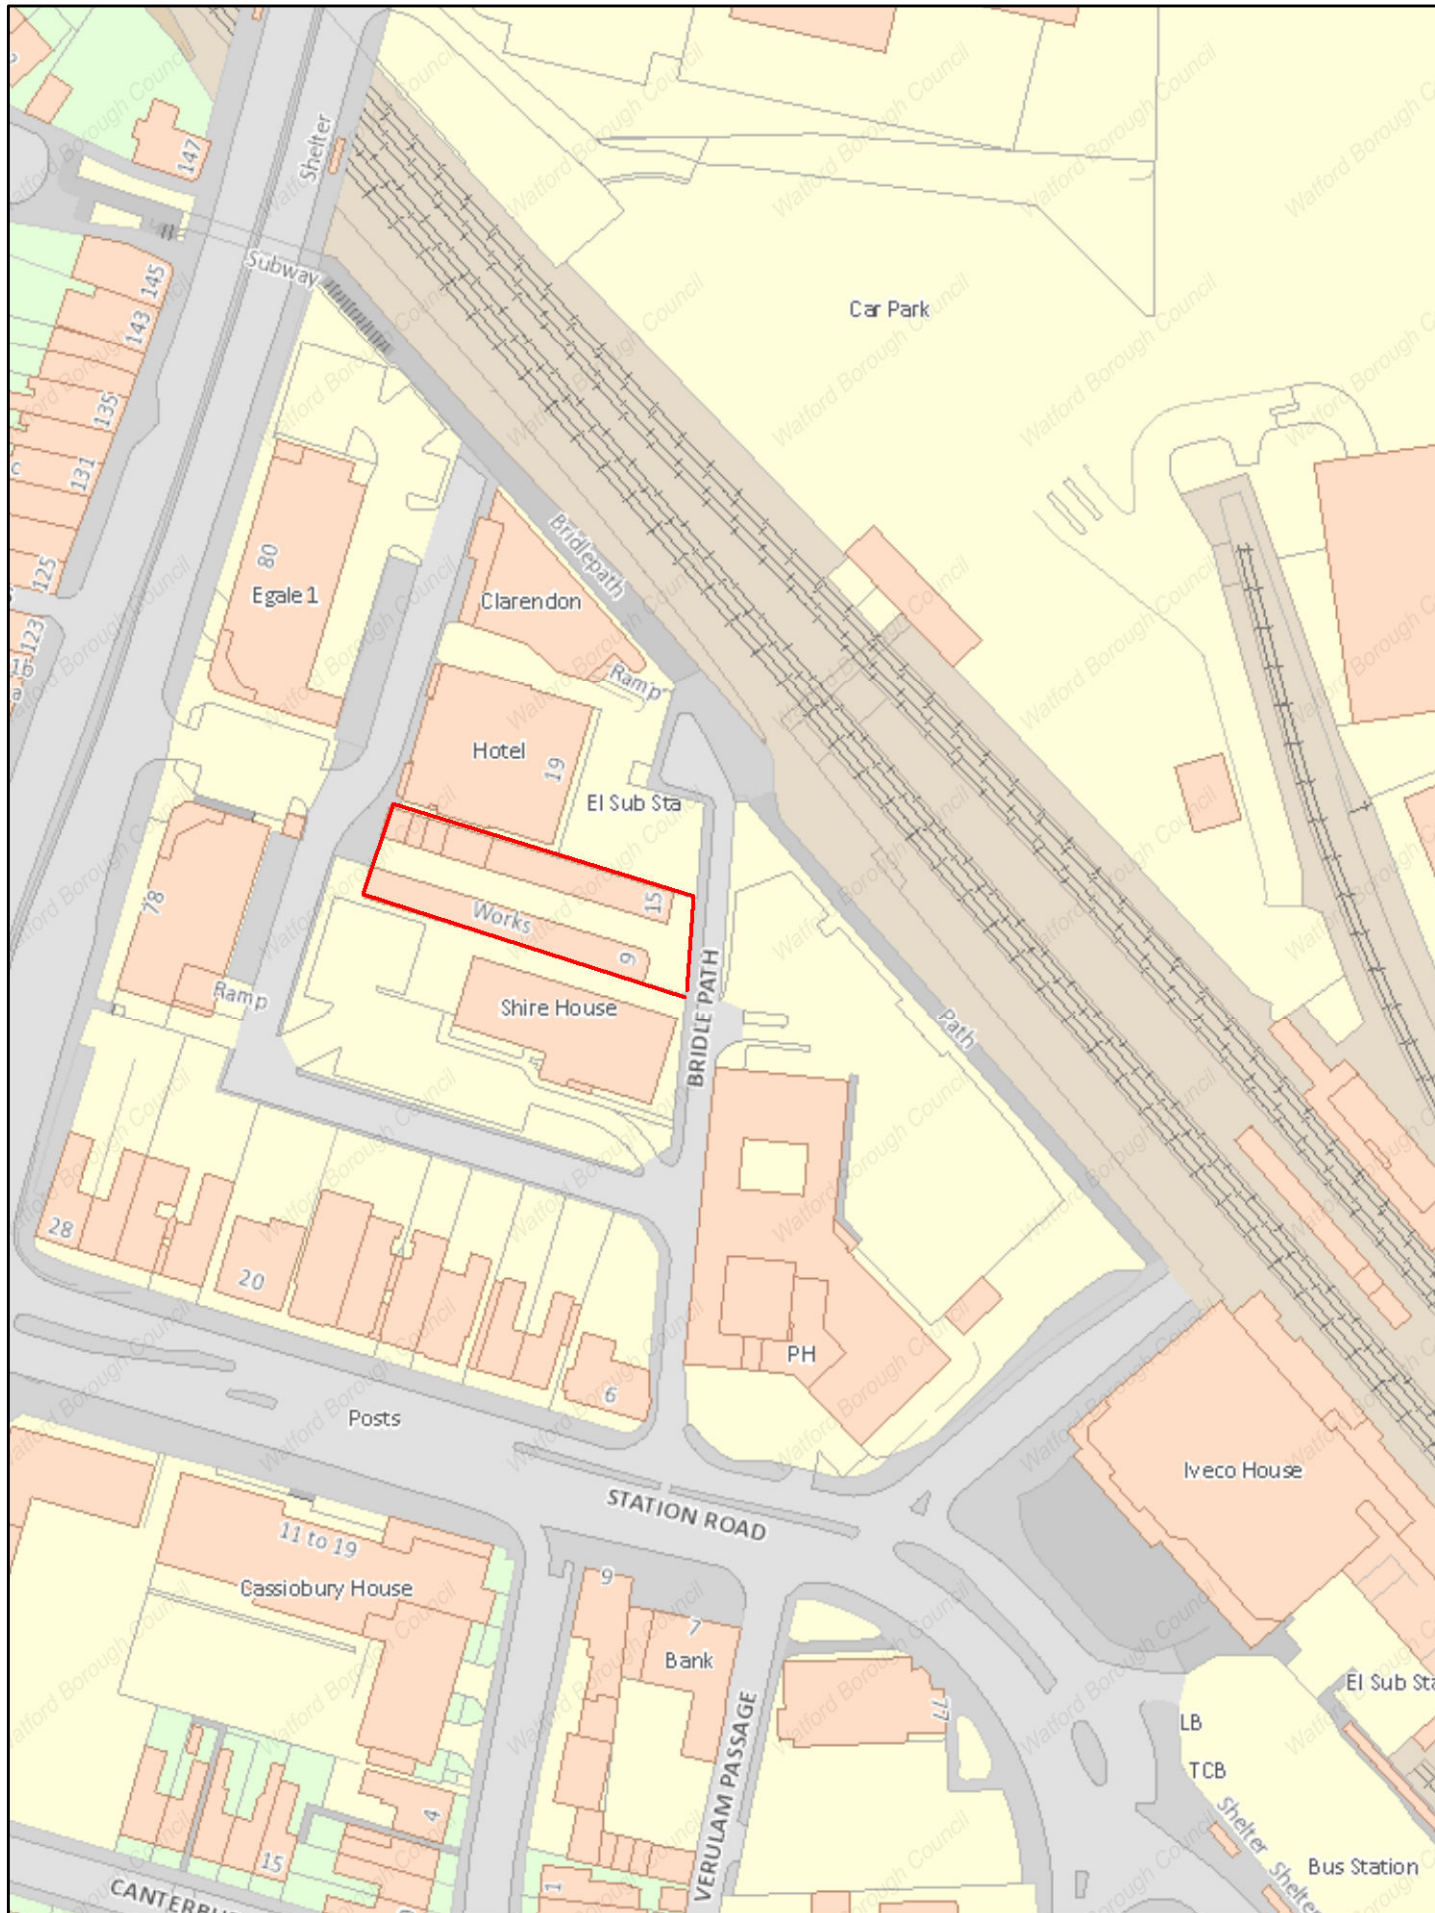 147
Shelter
Subway
145
143
135
131
125
123
1b
a
c
Car Park
80
Egale 1
Bridlepath
Clarendon
Ramp
Hotel
19
El Sub Sta
15
Works
9
78
Ramp
Shire House
BRIDLE PATH
Path
28
20
6
PH
Posts
STATION ROAD
Iveco House
11 to 19
Cassiobury House
9
7
Bank
77
VERULAM PASSAGE
El Sub Sta
LB
TCB
Shelter
Shelter
Bus Station
4
15
1
CANTERBU
Watford Borough Council